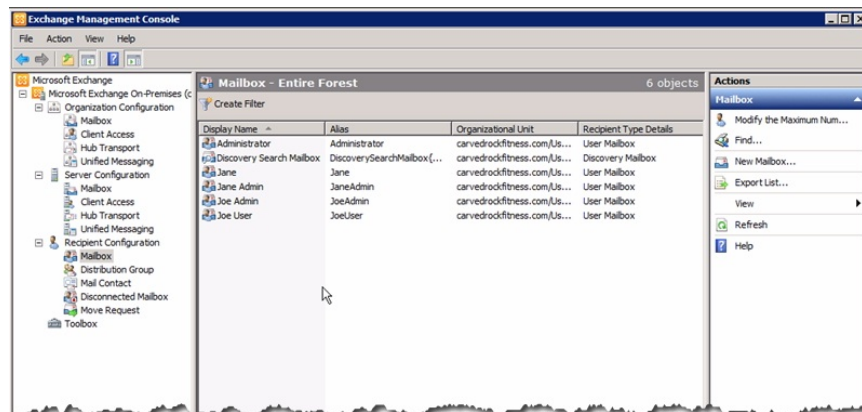 Exchange Management Console
File Action View Help
Microsoft Exchange
Microsoft Exchange On-Premises (c
Organization Configuration
Mailbox
Client Access
Hub Transport
Unified Messaging
Server Configuration
Mailbox
Client Access
Hub Transport
Unified Messaging
Recipient Configuration
Mailbox
Distribution Group
Mail Contact
Disconnected Mailbox
Move Request
Toolbox
Mailbox - Entire Forest 6 objects
Create Filter
Display Name Alias Organizational Unit Recipient Type Details
Administrator Administrator carvedrockfitness.com/Us... User Mailbox
Discovery Search Mailbox DiscoverySearchMailbox{... carvedrockfitness.com/Us... Discovery Mailbox
Jane Jane carvedrockfitness.com/Us... User Mailbox
Jane Admin JaneAdmin carvedrockfitness.com/Us... User Mailbox
Joe Admin JoeAdmin carvedrockfitness.com/Us... User Mailbox
Joe User JoeUser carvedrockfitness.com/Us... User Mailbox
Actions
Mailbox
Modify the Maximum Num...
Find...
New Mailbox...
Export List...
View
Refresh
Help